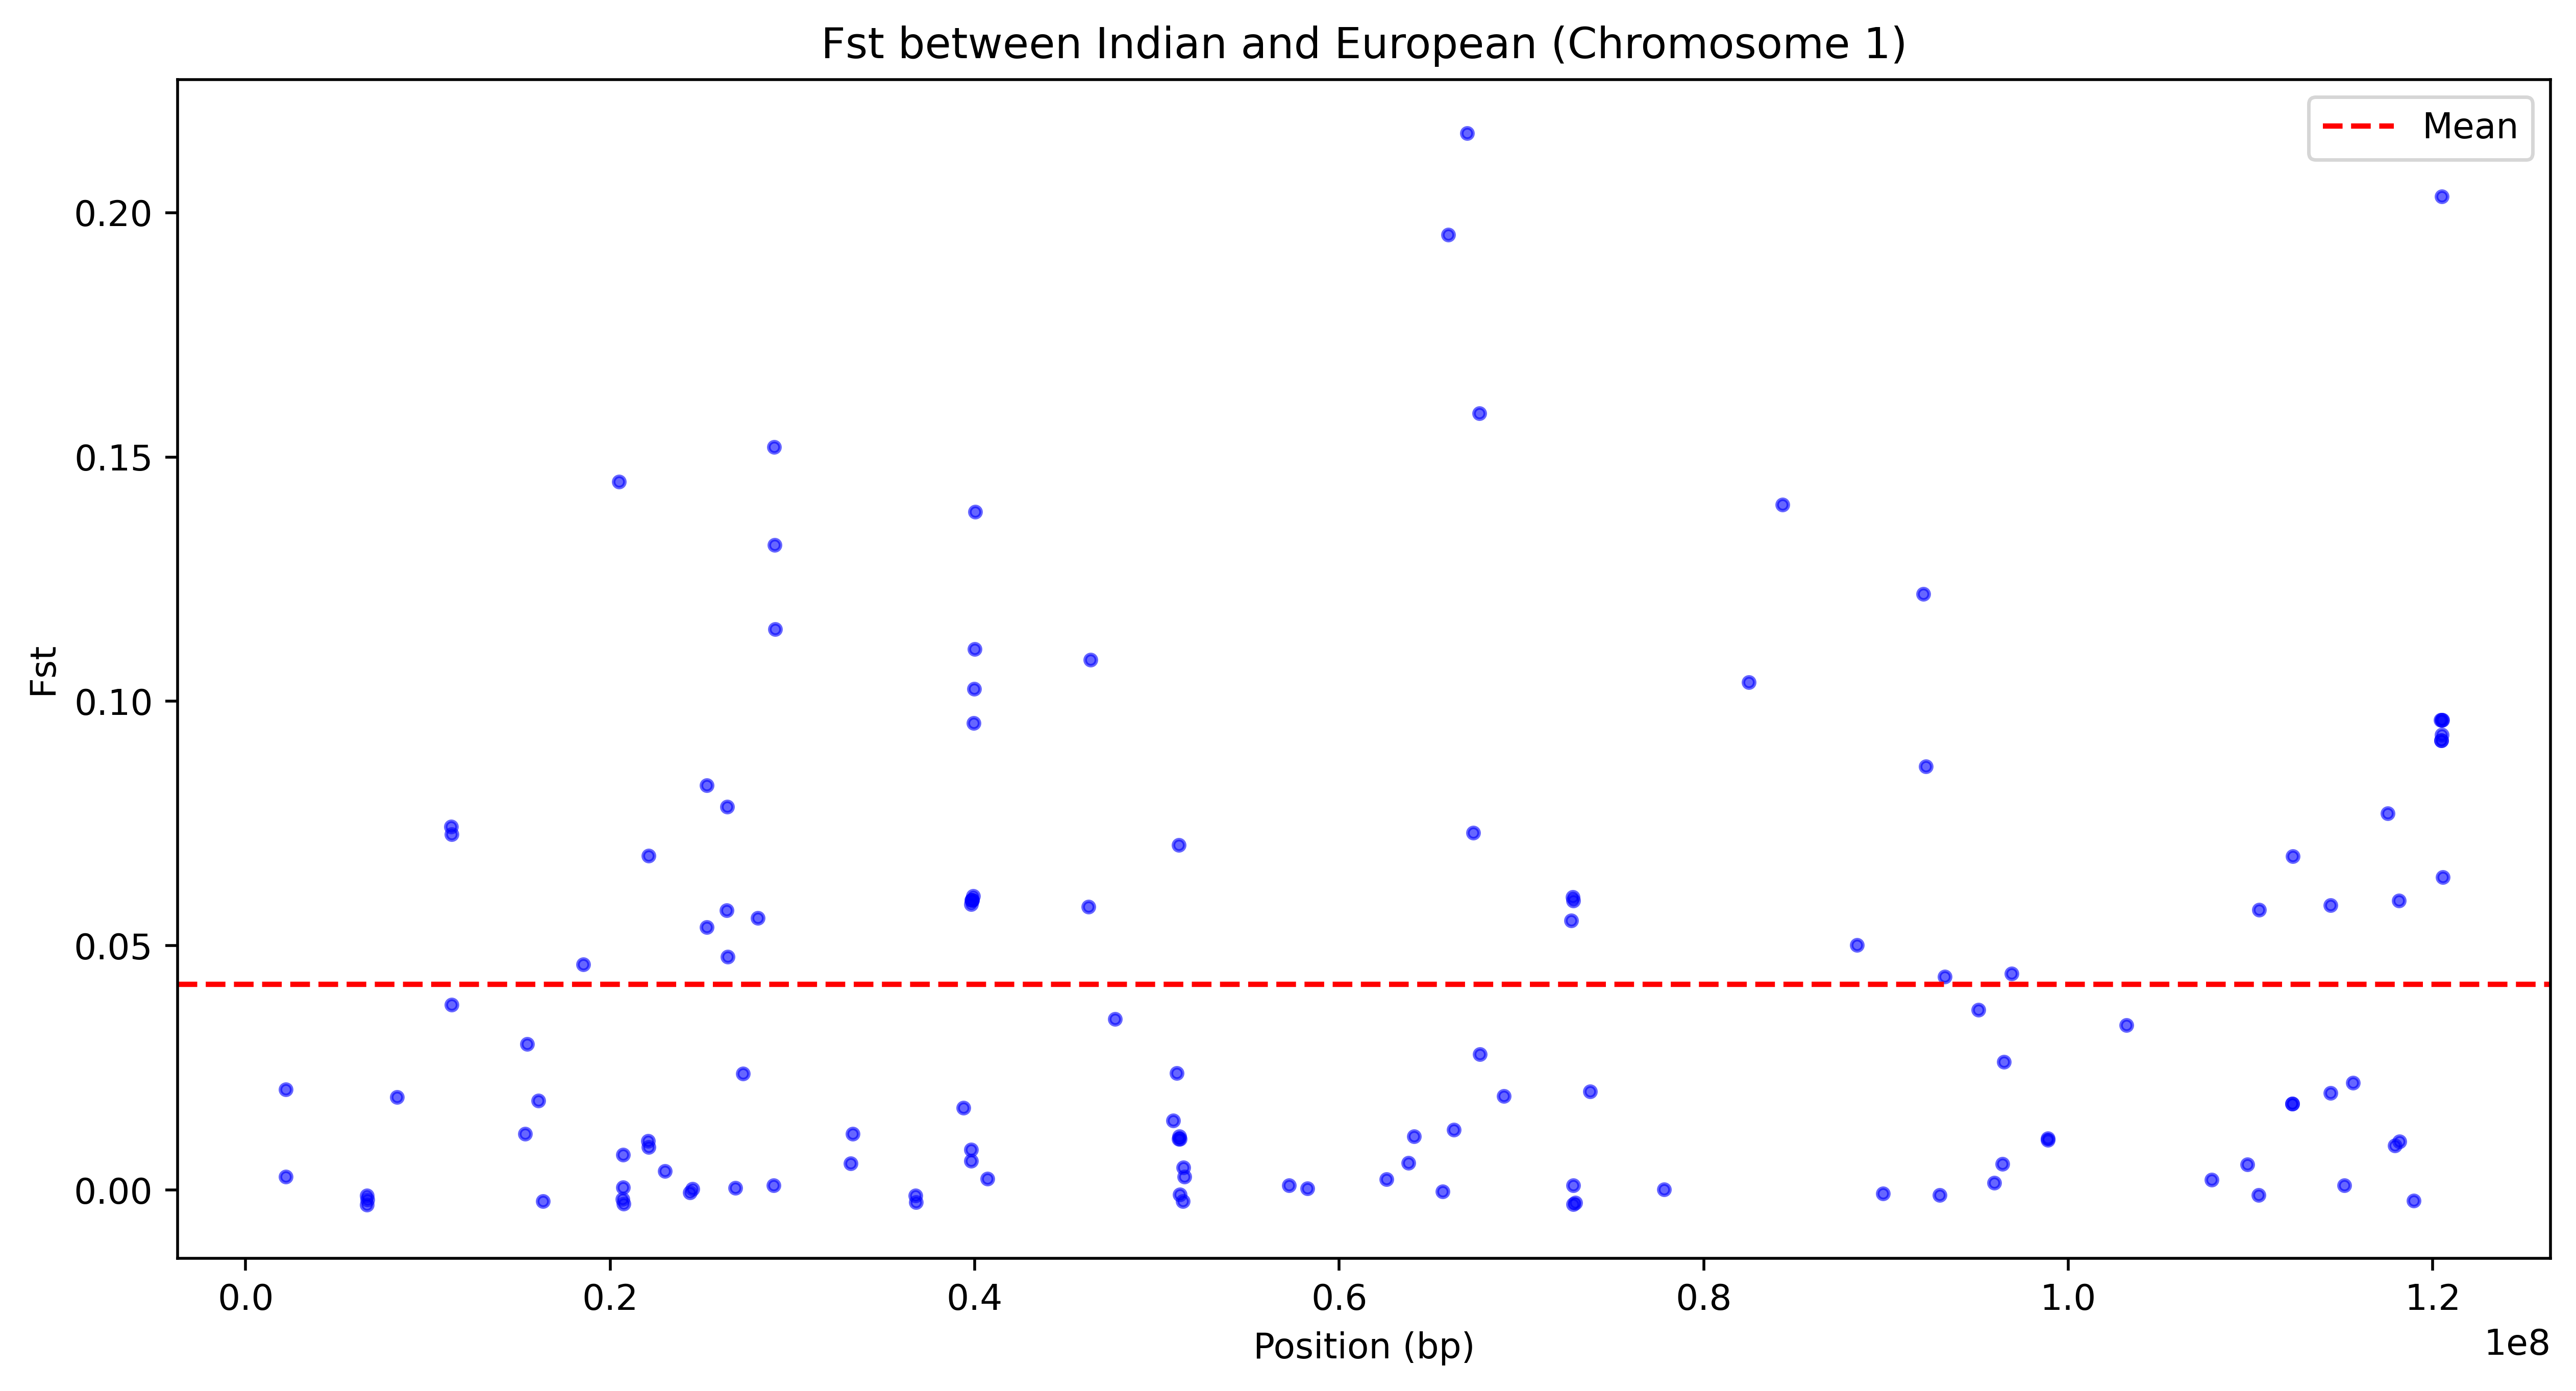 Fst between Indian and European (Chromosome 1)
Mean
0.20
0.15
0.10
0.05
0.00
Fst
0.0 0.2 0.4 0.6 0.8 1.0 1.2
1e8
Position (bp)